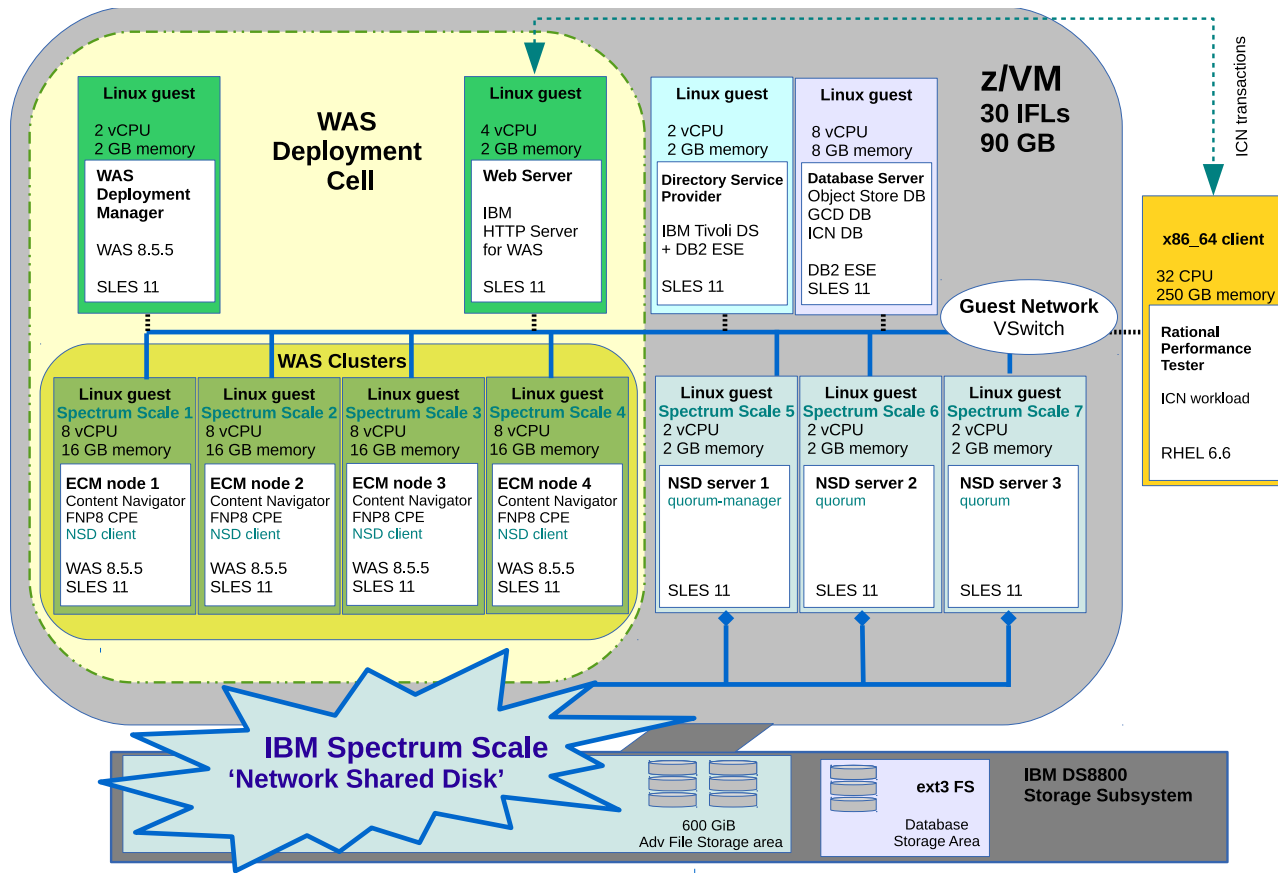 z/VM
30 IFLs
90 GB
ICN transactions
WAS
Deployment
Cell
Linux guest
2 vCPU
2 GB memory
WAS
Deployment
Manager
WAS 8.5.5
SLES 11
Linux guest
4 vCPU
2 GB memory
Web Server
IBM
HTTP Server
for WAS
SLES 11
Linux guest
2 vCPU
2 GB memory
Directory Service
Provider
IBM Tivoli DS
+ DB2 ESE
SLES 11
Linux guest
8 vCPU
8 GB memory
Database Server
Object Store DB
GCD DB
ICN DB
DB2 ESE
SLES 11
x86_64 client
32 CPU
250 GB memory
Rational
Performance
Tester
ICN workload
RHEL 6.6
Guest Network
VSwitch
WAS Clusters
Linux guest
Spectrum Scale 1
8 vCPU
16 GB memory
ECM node 1
Content Navigator
FNP8 CPE
NSD client
WAS 8.5.5
SLES 11
Linux guest
Spectrum Scale 2
8 vCPU
16 GB memory
ECM node 2
Content Navigator
FNP8 CPE
NSD client
WAS 8.5.5
SLES 11
Linux guest
Spectrum Scale 3
8 vCPU
16 GB memory
ECM node 3
Content Navigator
FNP8 CPE
NSD client
WAS 8.5.5
SLES 11
Linux guest
Spectrum Scale 4
8 vCPU
16 GB memory
ECM node 4
Content Navigator
FNP8 CPE
NSD client
WAS 8.5.5
SLES 11
Linux guest
Spectrum Scale 5
2 vCPU
2 GB memory
NSD server 1
quorum-manager
SLES 11
Linux guest
Spectrum Scale 6
2 vCPU
2 GB memory
NSD server 2
quorum
SLES 11
Linux guest
Spectrum Scale 7
2 vCPU
2 GB memory
NSD server 3
quorum
SLES 11
IBM Spectrum Scale
‘Network Shared Disk’
600 GiB
Adv File Storage area
ext3 FS
Database
Storage Area
IBM DS8800
Storage Subsystem